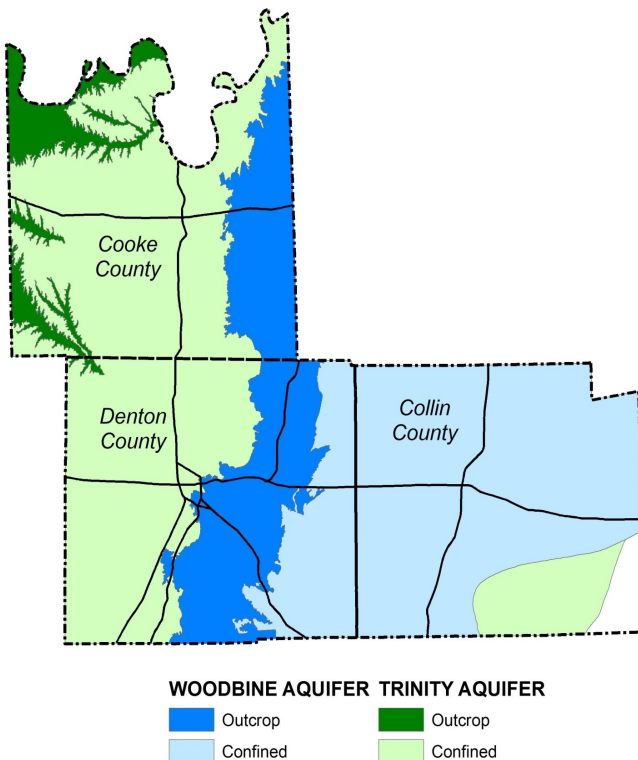 Cooke
County
Denton
County
Collin
County
WOODBINE AQUIFER TRINITY AQUIFER
Outcrop Outcrop
Confined Confined